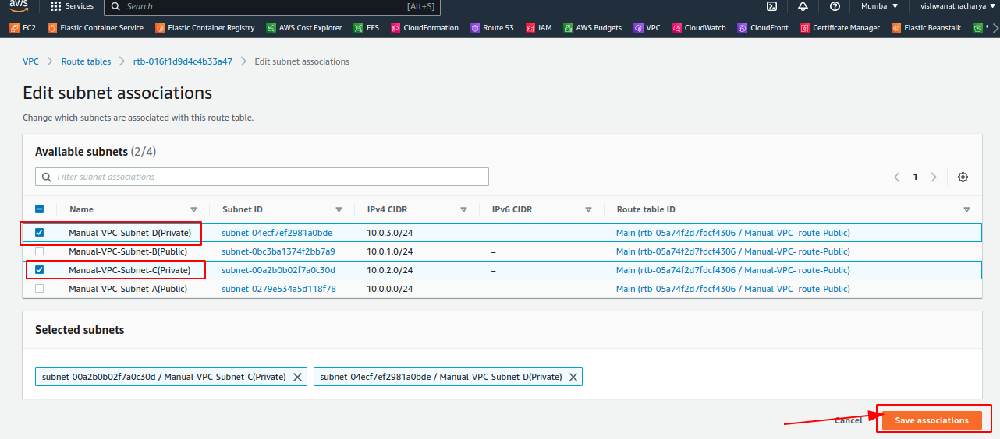 aws Services Search [Alt+S] Mumbai vishwanathacharya
EC2 Elastic Container Service Elastic Container Registry AWS Cost Explorer EFS CloudFormation Route 53 IAM AWS Budgets VPC CloudWatch CloudFront Certificate Manager Elastic Beanstalk
VPC Route tables rtb-016f1d9d4c4b33a47 Edit subnet associations
Edit subnet associations
Change which subnets are associated with this route table.
Available subnets (2/4)
Filter subnet associations 1
Name Subnet ID IPv4 CIDR IPv6 CIDR Route table ID
Manual-VPC-Subnet-D(Private) subnet-04ecf7ef2981a0bde 10.0.3.0/24 – Main (rtb-05a74f2d7fdcf4306 / Manual-VPC- route-Public)
Manual-VPC-Subnet-B(Public) subnet-0bc3ba1374f2bb7a9 10.0.1.0/24 – Main (rtb-05a74f2d7fdcf4306 / Manual-VPC- route-Public)
Manual-VPC-Subnet-C(Private) subnet-00a2b0b02f7a0c30d 10.0.2.0/24 – Main (rtb-05a74f2d7fdcf4306 / Manual-VPC- route-Public)
Manual-VPC-Subnet-A(Public) subnet-0279e534a5d118f78 10.0.0.0/24 – Main (rtb-05a74f2d7fdcf4306 / Manual-VPC- route-Public)
Selected subnets
subnet-00a2b0b02f7a0c30d / Manual-VPC-Subnet-C(Private) subnet-04ecf7ef2981a0bde / Manual-VPC-Subnet-D(Private)
Cancel Save associations